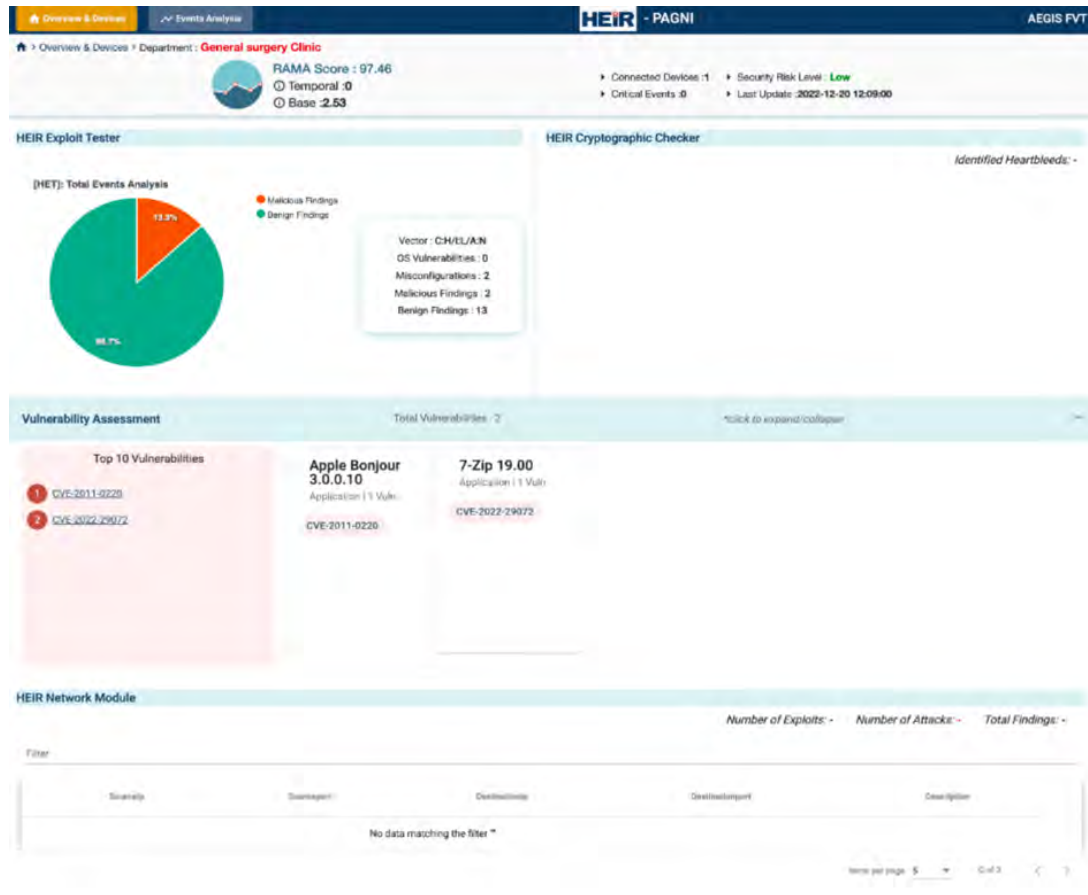 Overview & Devices
Events Analysis
HEIR - PAGNI
AEGIS FVT
> Overview & Devices > Department : General surgery Clinic
RAMA Score : 97.46
Temporal :0
Base :2.53
Connected Devices :1
Security Risk Level : Low
Critical Events :0
Last Update :2022-12-20 12:09:00
HEIR Exploit Tester
HEIR Cryptographic Checker
Identified Heartbleeds: -
[HET]: Total Events Analysis
Malicious Findings
Benign Findings
13.3%
86.7%
Vector : C:H/I:L/A:N
OS Vulnerabilities : 0
Misconfigurations : 2
Malicious Findings : 2
Benign Findings : 13
Vulnerability Assessment
Total Vulnerabilities : 2
*click to expand/collapse
Top 10 Vulnerabilities
1 CVE-2011-0220
2 CVE-2022-29072
Apple Bonjour
3.0.0.10
Application | 1 Vuln
CVE-2011-0220
7-Zip 19.00
Application | 1 Vuln
CVE-2022-29072
HEIR Network Module
Number of Exploits: -
Number of Attacks: -
Total Findings: -
Filter
Description
No data matching the filter ""
Items per page 5